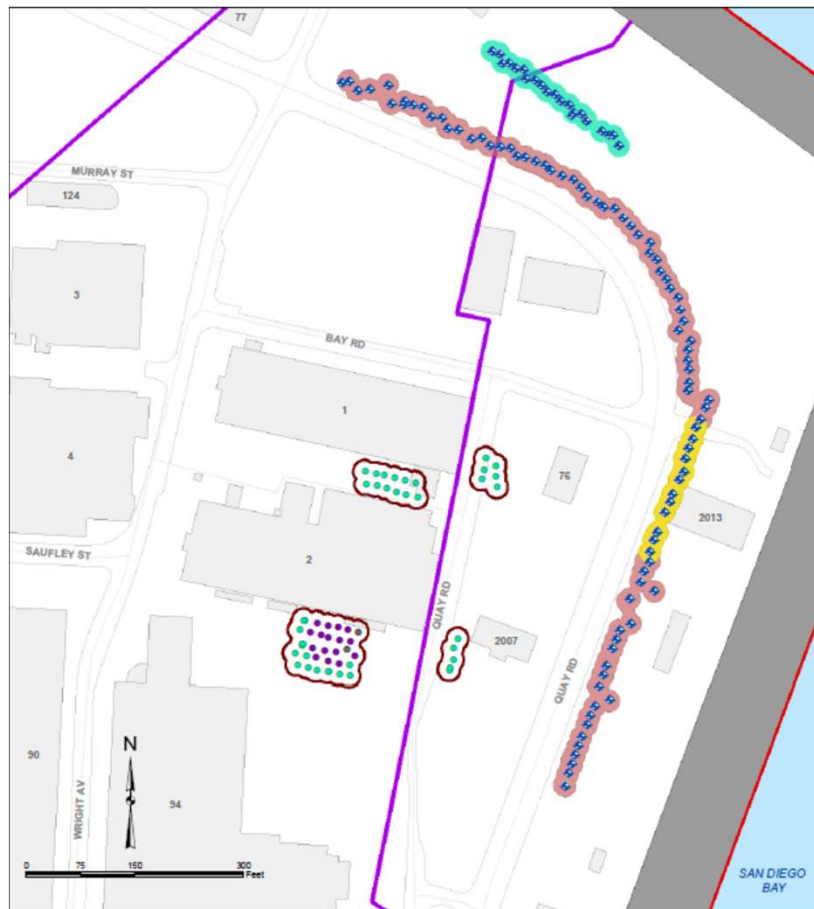 77
MURRAY ST
124
3
BAY RD
1
4
76
2013
SAUFLEY ST
2
QUAY RD
2007
QUAY RD
90
N
WRIGHT AV
94
0 75 150 300
Feet
SAN DIEGO
BAY